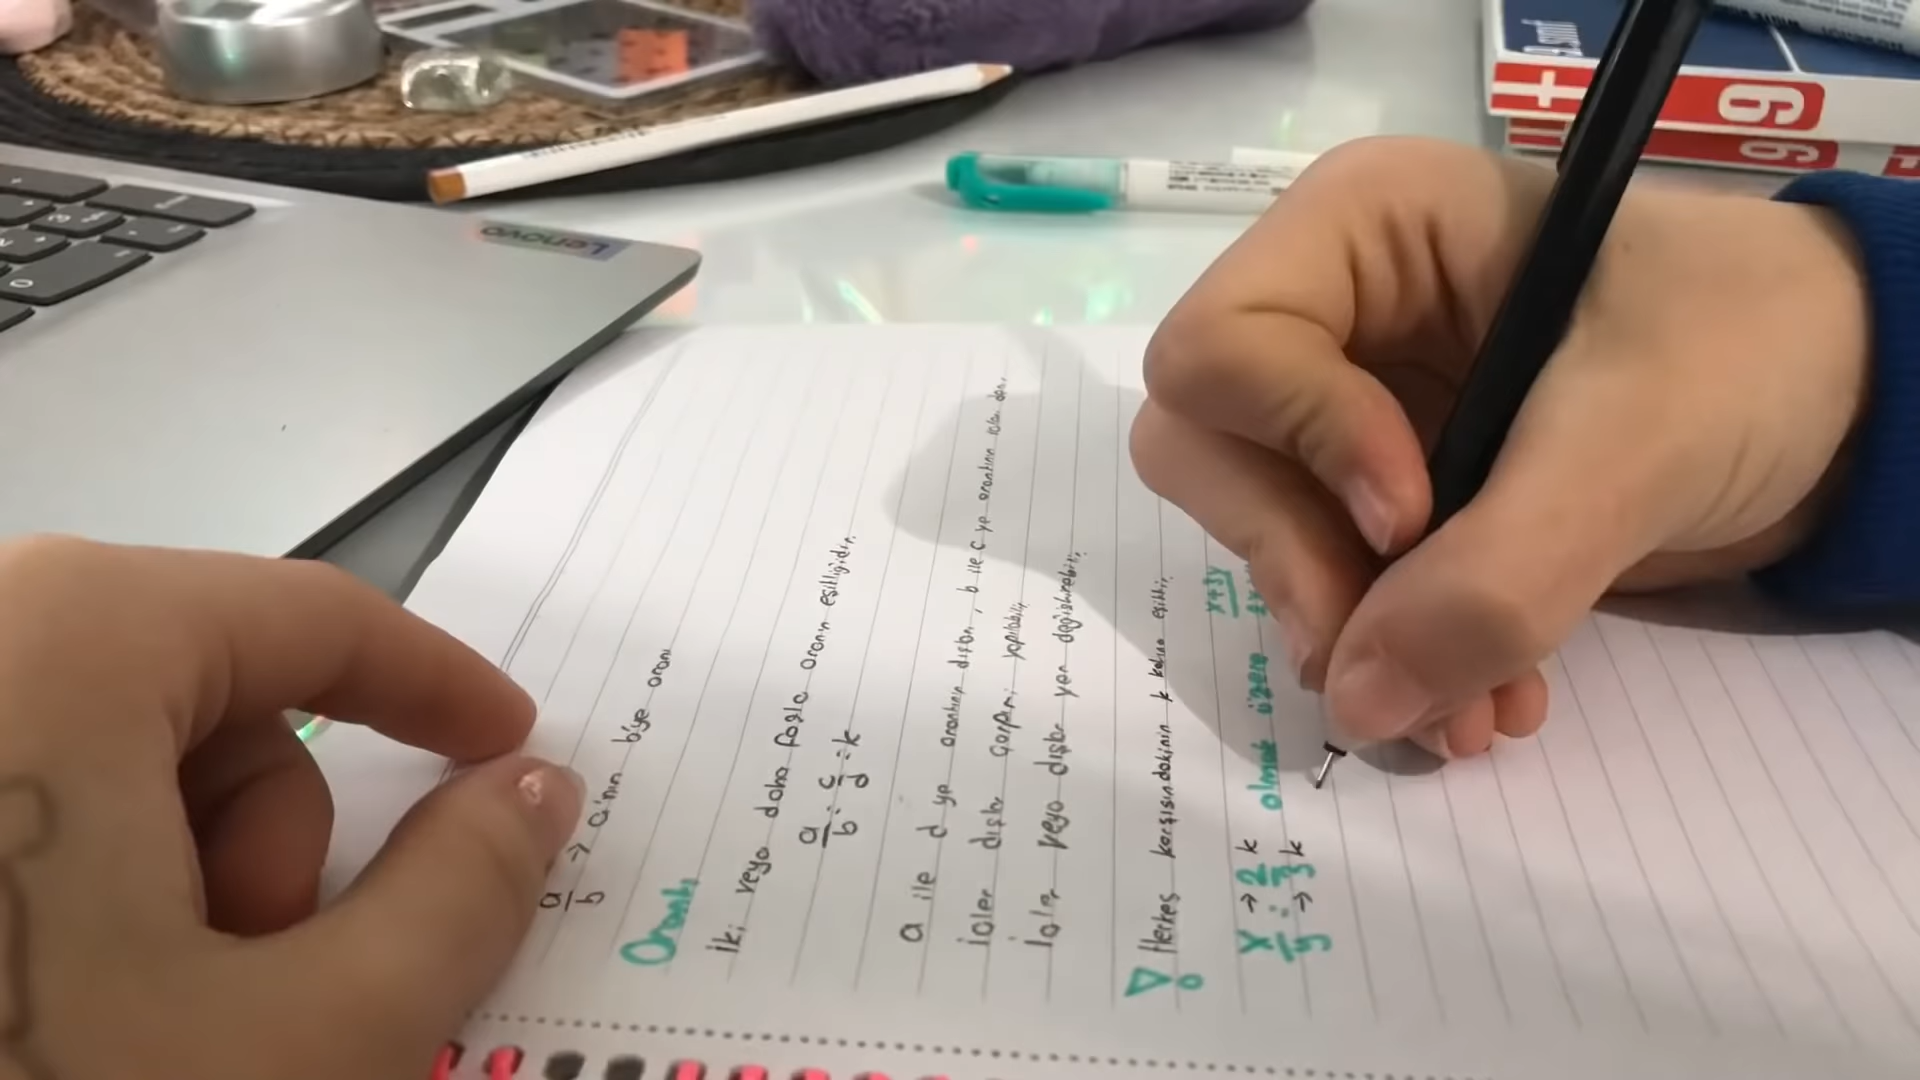 a/b → a'nın b'ye oranı
Orantı
İki veya daha fazla oranın eşitliğidir.
a/b = c/d = k
a ile d ye orantının dışları, b ile c ye orantının içleri denir.
içler dışlar çarpımı yapılabilir.
İçler veya dışlar yer değiştirebilir.
Herkes karşısındakinin k katına eşittir.
x → 2 k
y → 3 k
olmak üzere
x+3y
Lenovo
9
9